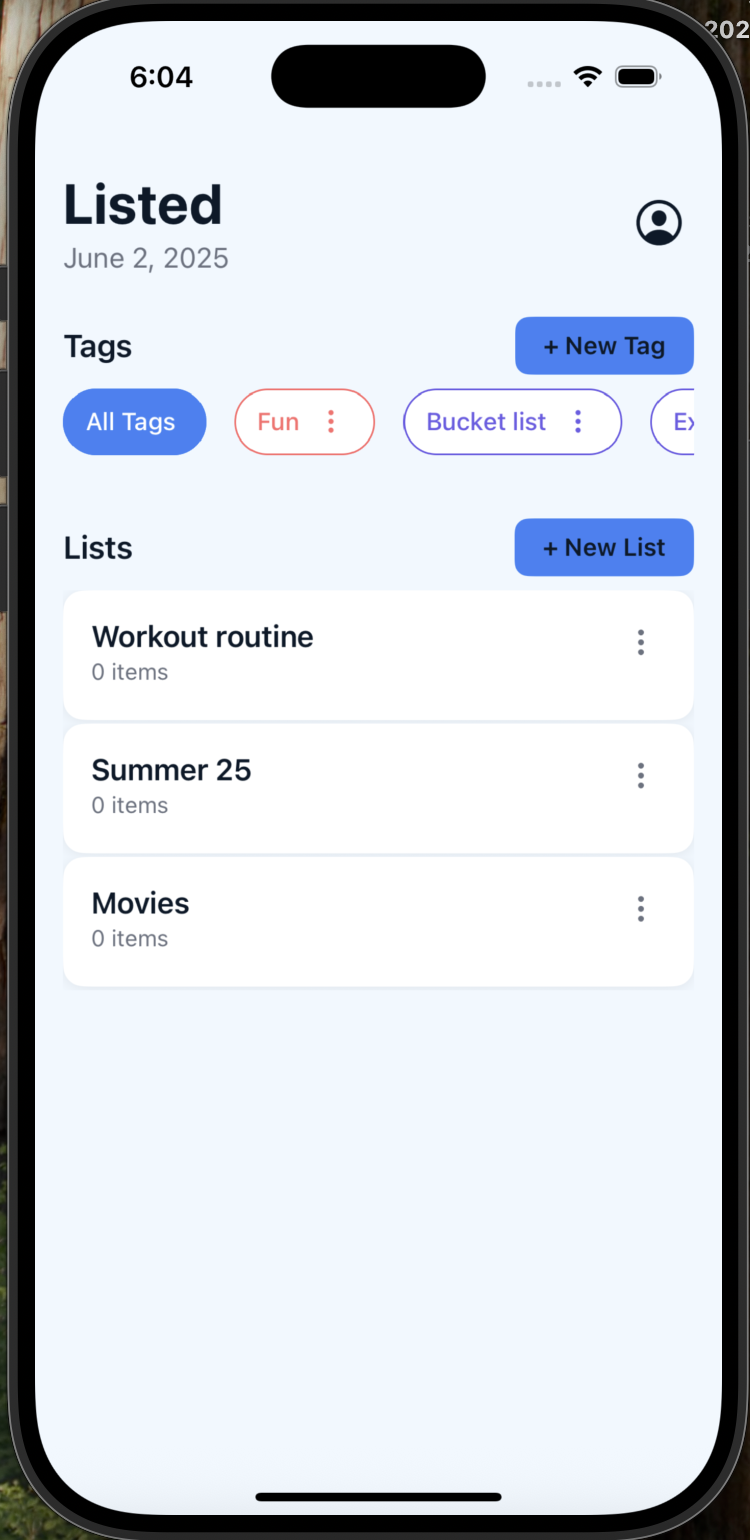 202
6:04
Listed
June 2, 2025
Tags
+ New Tag
All Tags
Fun
Bucket list
Ex
Lists
+ New List
Workout routine
0 items
Summer 25
0 items
Movies
0 items